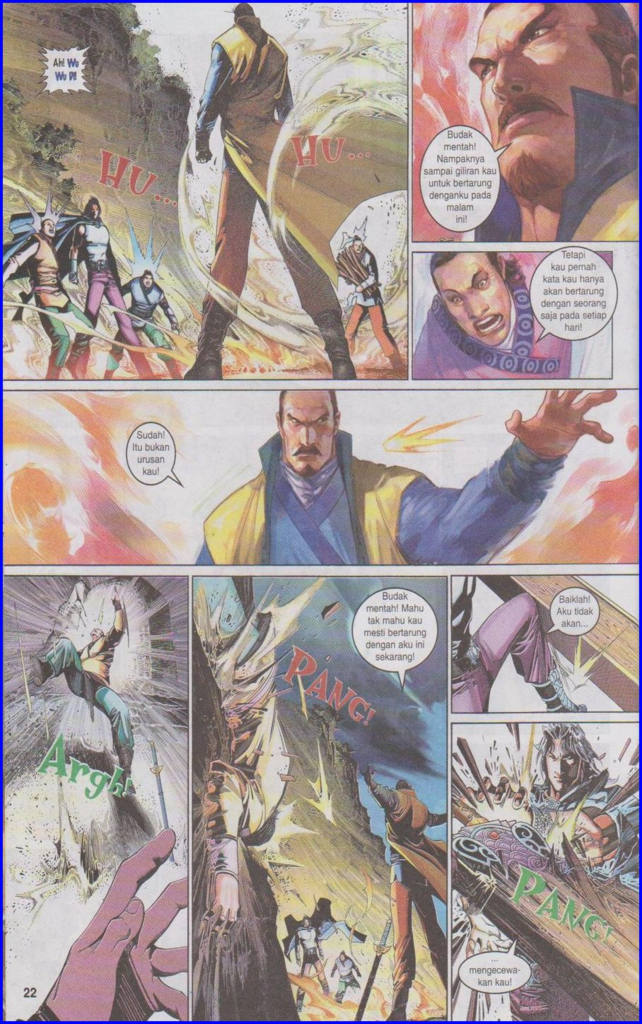 Ah! Wu
Wu Di!
HU...
HU...
Budak
mentah!
Nampaknya
sampai giliran kau
untuk bertarung
denganku pada
malam
ini!
Tetapi
kau pernah
kata kau hanya
akan bertarung
dengan seorang
saja pada setiap
hari!
Sudah!
Itu bukan
urusan
kau!
Argh!
Budak
mentah! Mahu
tak mahu kau
mesti bertarung
dengan aku ini
sekarang!
PANG!
Baiklah!
Aku tidak
akan...
PANG!
...
mengecewa-
kan kau!
22